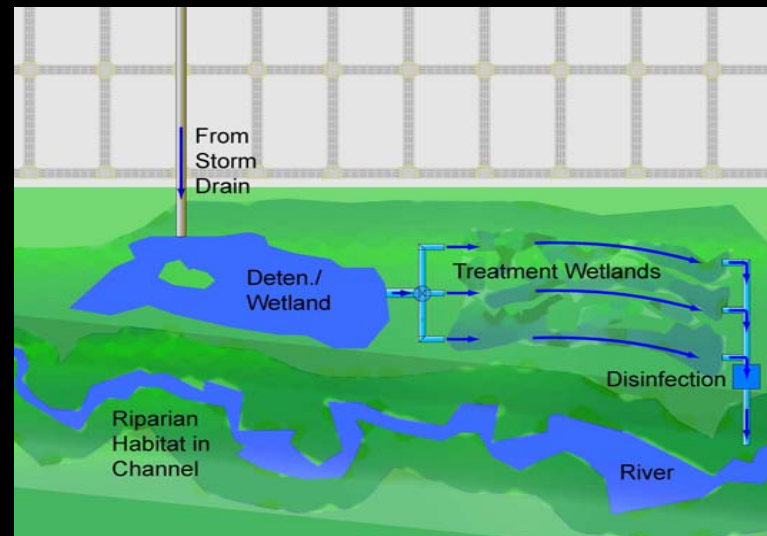 From
Storm
Drain
Deten./
Wetland
Treatment Wetlands
Disinfection
Riparian
Habitat in
Channel
River